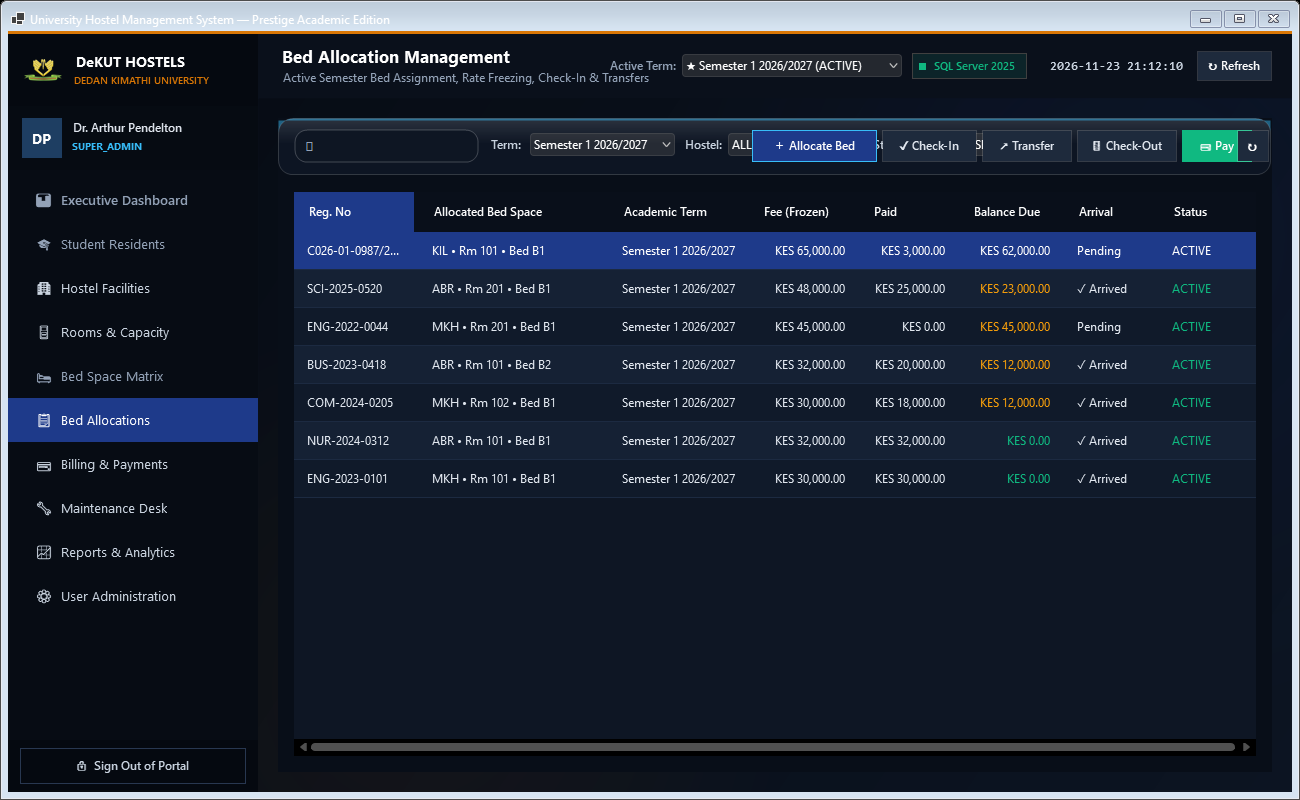 University Hostel Management System — Prestige Academic Edition
DeKUT HOSTELS
DEDAN KIMATHI UNIVERSITY
DP
Dr. Arthur Pendelton
SUPER_ADMIN
Executive Dashboard
Student Residents
Hostel Facilities
Rooms & Capacity
Bed Space Matrix
Bed Allocations
Billing & Payments
Maintenance Desk
Reports & Analytics
User Administration
Sign Out of Portal
Bed Allocation Management
Active Semester Bed Assignment, Rate Freezing, Check-In & Transfers
Active Term: ★ Semester 1 2026/2027 (ACTIVE)
SQL Server 2025
2026-11-23 21:12:10
↻ Refresh
Term: Semester 1 2026/2027 Hostel: ALL + Allocate Bed ✓ Check-In ↗ Transfer Check-Out Pay ↻
Reg. No Allocated Bed Space Academic Term Fee (Frozen) Paid Balance Due Arrival Status
C026-01-0987/2... KIL • Rm 101 • Bed B1 Semester 1 2026/2027 KES 65,000.00 KES 3,000.00 KES 62,000.00 Pending ACTIVE
SCI-2025-0520 ABR • Rm 201 • Bed B1 Semester 1 2026/2027 KES 48,000.00 KES 25,000.00 KES 23,000.00 ✓ Arrived ACTIVE
ENG-2022-0044 MKH • Rm 201 • Bed B1 Semester 1 2026/2027 KES 45,000.00 KES 0.00 KES 45,000.00 Pending ACTIVE
BUS-2023-0418 ABR • Rm 101 • Bed B2 Semester 1 2026/2027 KES 32,000.00 KES 20,000.00 KES 12,000.00 ✓ Arrived ACTIVE
COM-2024-0205 MKH • Rm 102 • Bed B1 Semester 1 2026/2027 KES 30,000.00 KES 18,000.00 KES 12,000.00 ✓ Arrived ACTIVE
NUR-2024-0312 ABR • Rm 101 • Bed B1 Semester 1 2026/2027 KES 32,000.00 KES 32,000.00 KES 0.00 ✓ Arrived ACTIVE
ENG-2023-0101 MKH • Rm 101 • Bed B1 Semester 1 2026/2027 KES 30,000.00 KES 30,000.00 KES 0.00 ✓ Arrived ACTIVE